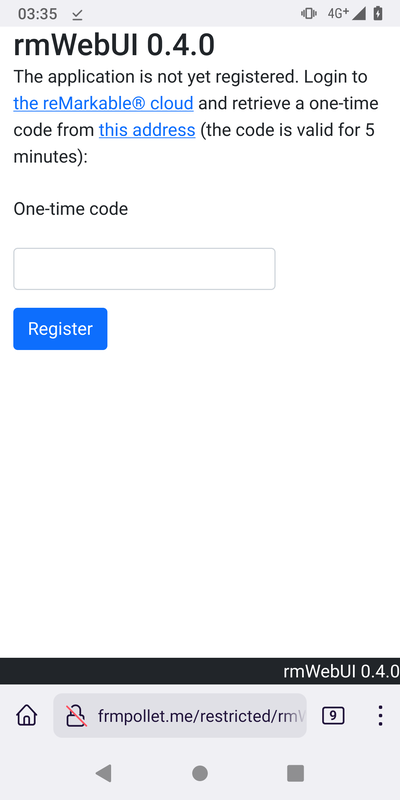 03:35
4G+
rmWebUI 0.4.0
The application is not yet registered. Login to
the reMarkable® cloud and retrieve a one-time
code from this address (the code is valid for 5
minutes):
One-time code
Register
rmWebUI 0.4.0
frmpollet.me/restricted/rm
9